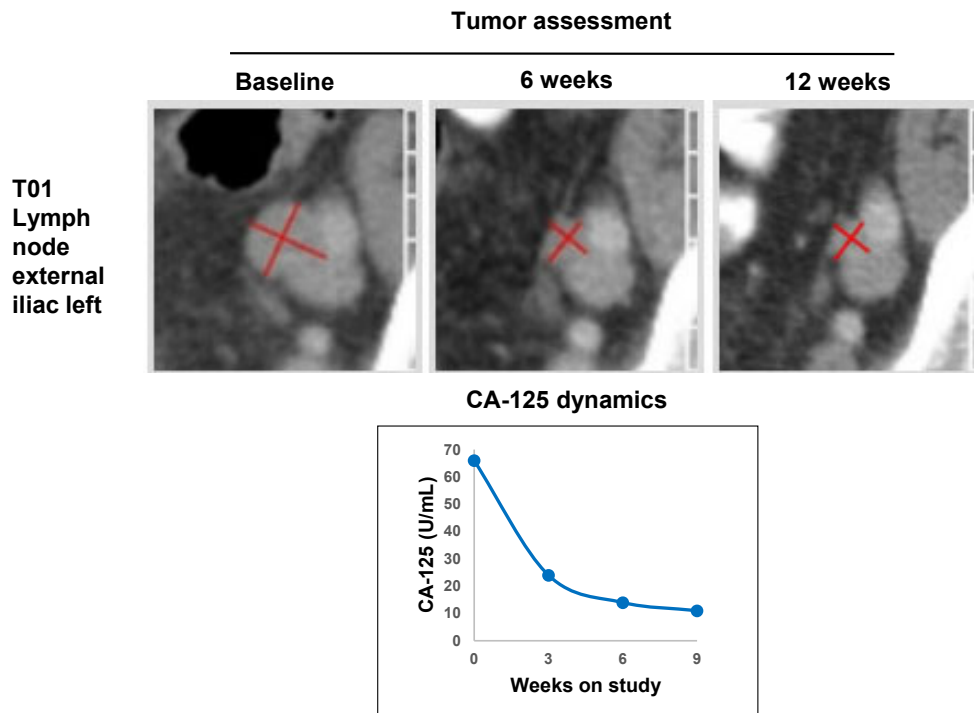 Tumor assessment
Baseline
6 weeks
12 weeks
T01
Lymph
node
external
iliac left
CA-125 dynamics
CA-125 (U/mL)
70
60
50
40
30
20
10
0
0
3
6
9
Weeks on study